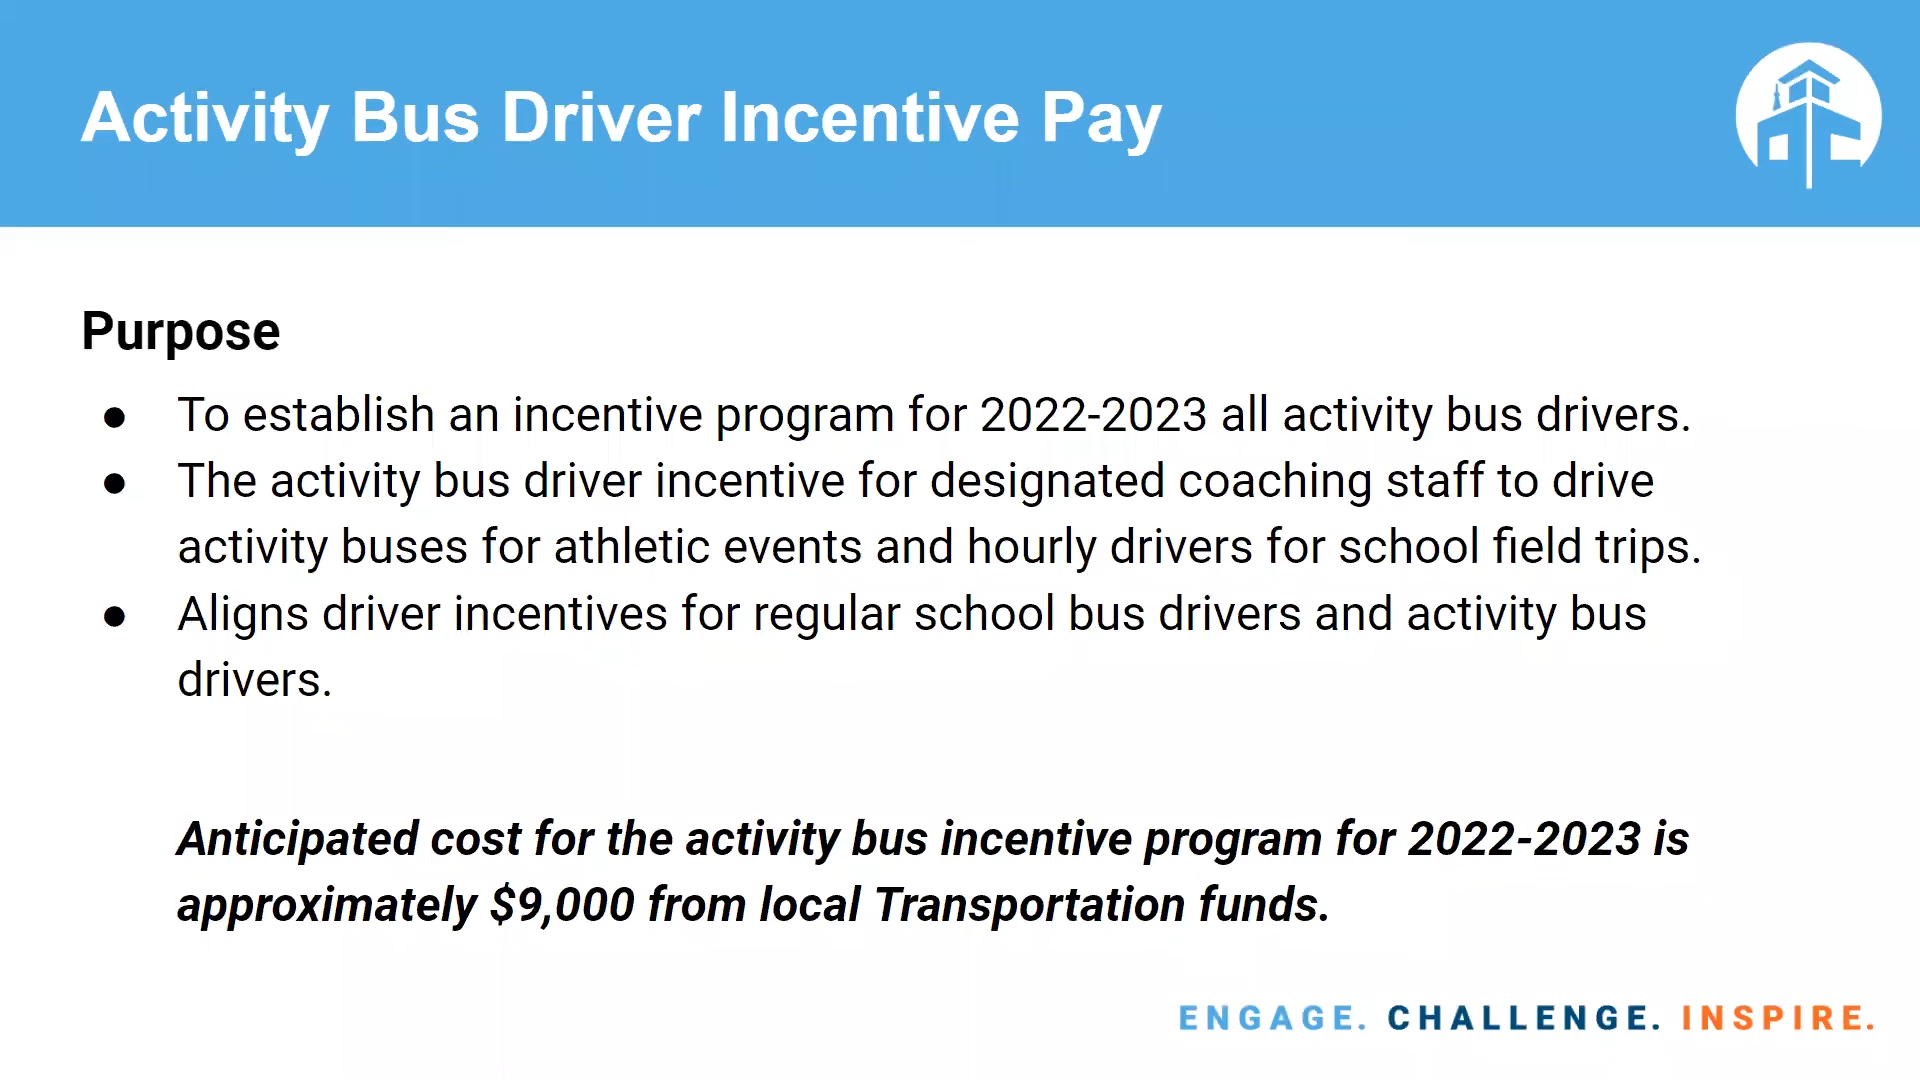 Activity Bus Driver Incentive Pay
Purpose
● To establish an incentive program for 2022-2023 all activity bus drivers.
● The activity bus driver incentive for designated coaching staff to drive
activity buses for athletic events and hourly drivers for school field trips.
● Aligns driver incentives for regular school bus drivers and activity bus
drivers.
Anticipated cost for the activity bus incentive program for 2022-2023 is
approximately $9,000 from local Transportation funds.
ENGAGE. CHALLENGE. INSPIRE.